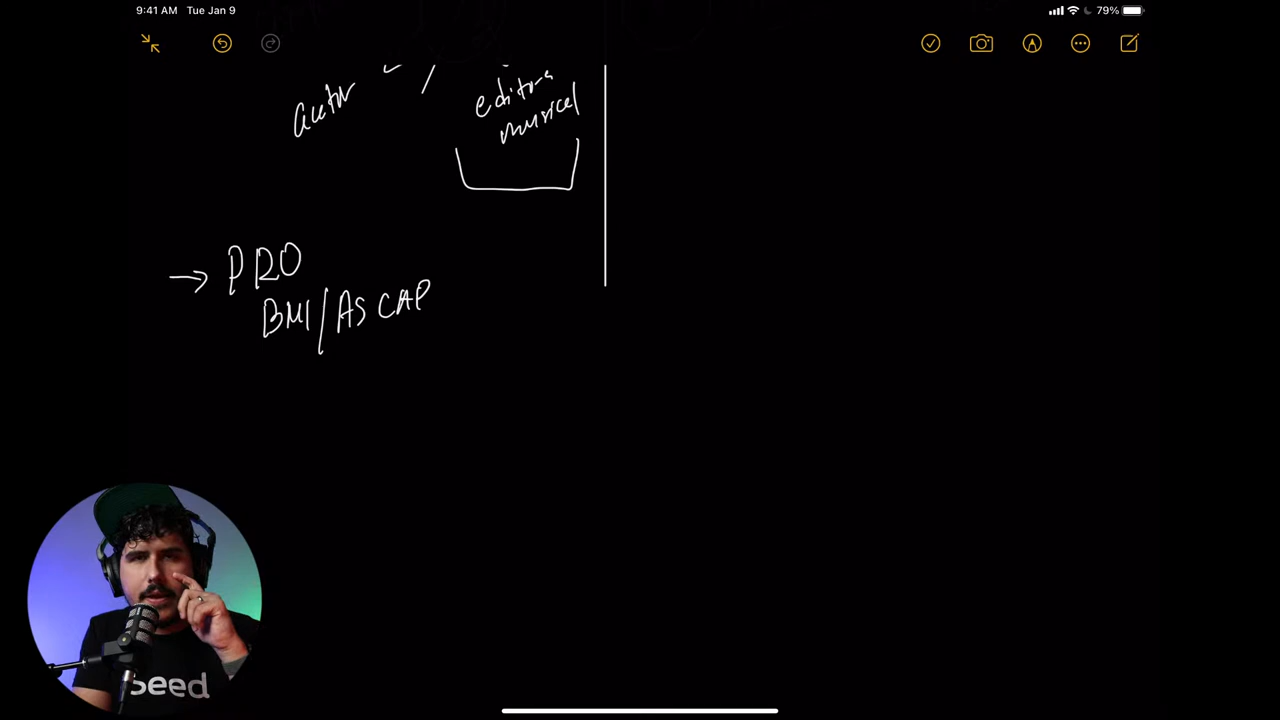 9:41 AM Tue Jan 9
79%
autor
editora
musical
→ PRO
BMI/ASCAP
Seed